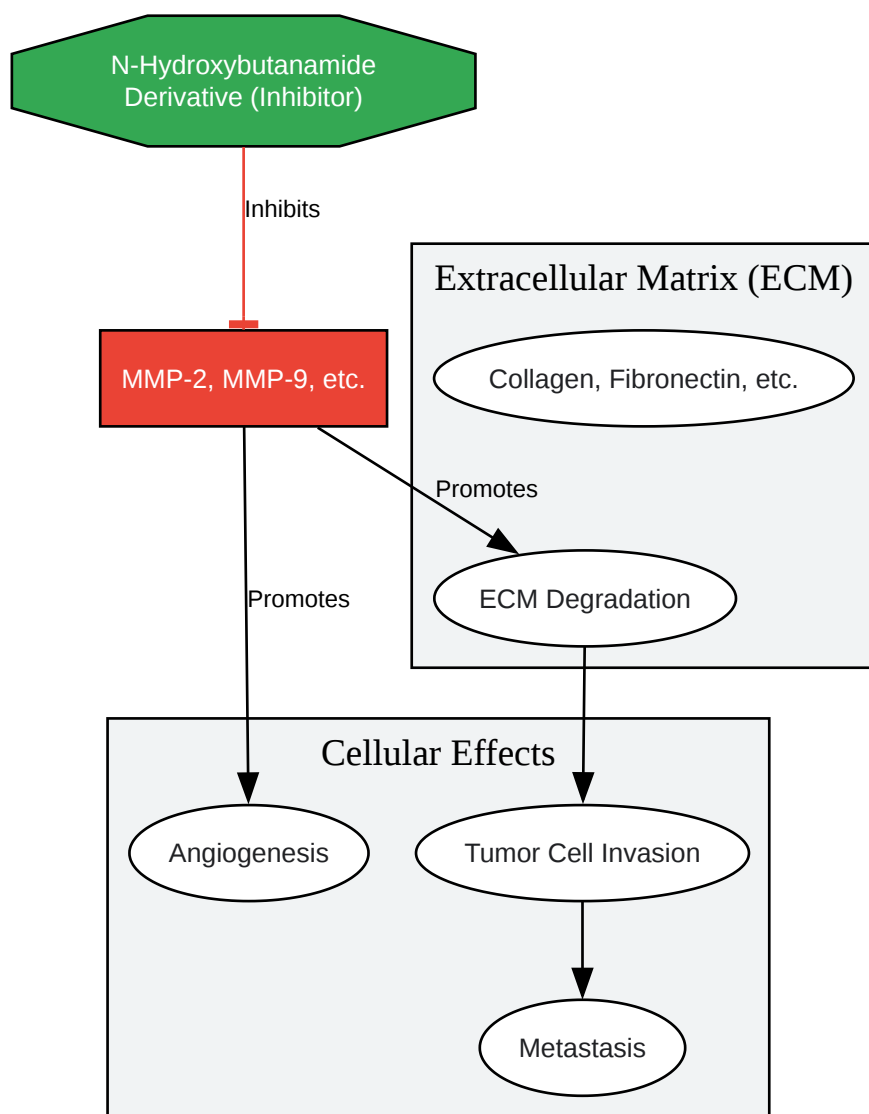 N-Hydroxybutanamide
Derivative (Inhibitor)
Inhibits
Extracellular Matrix (ECM)
MMP-2, MMP-9, etc.
Collagen, Fibronectin, etc.
Promotes
ECM Degradation
Promotes
Cellular Effects
Angiogenesis
Tumor Cell Invasion
Metastasis